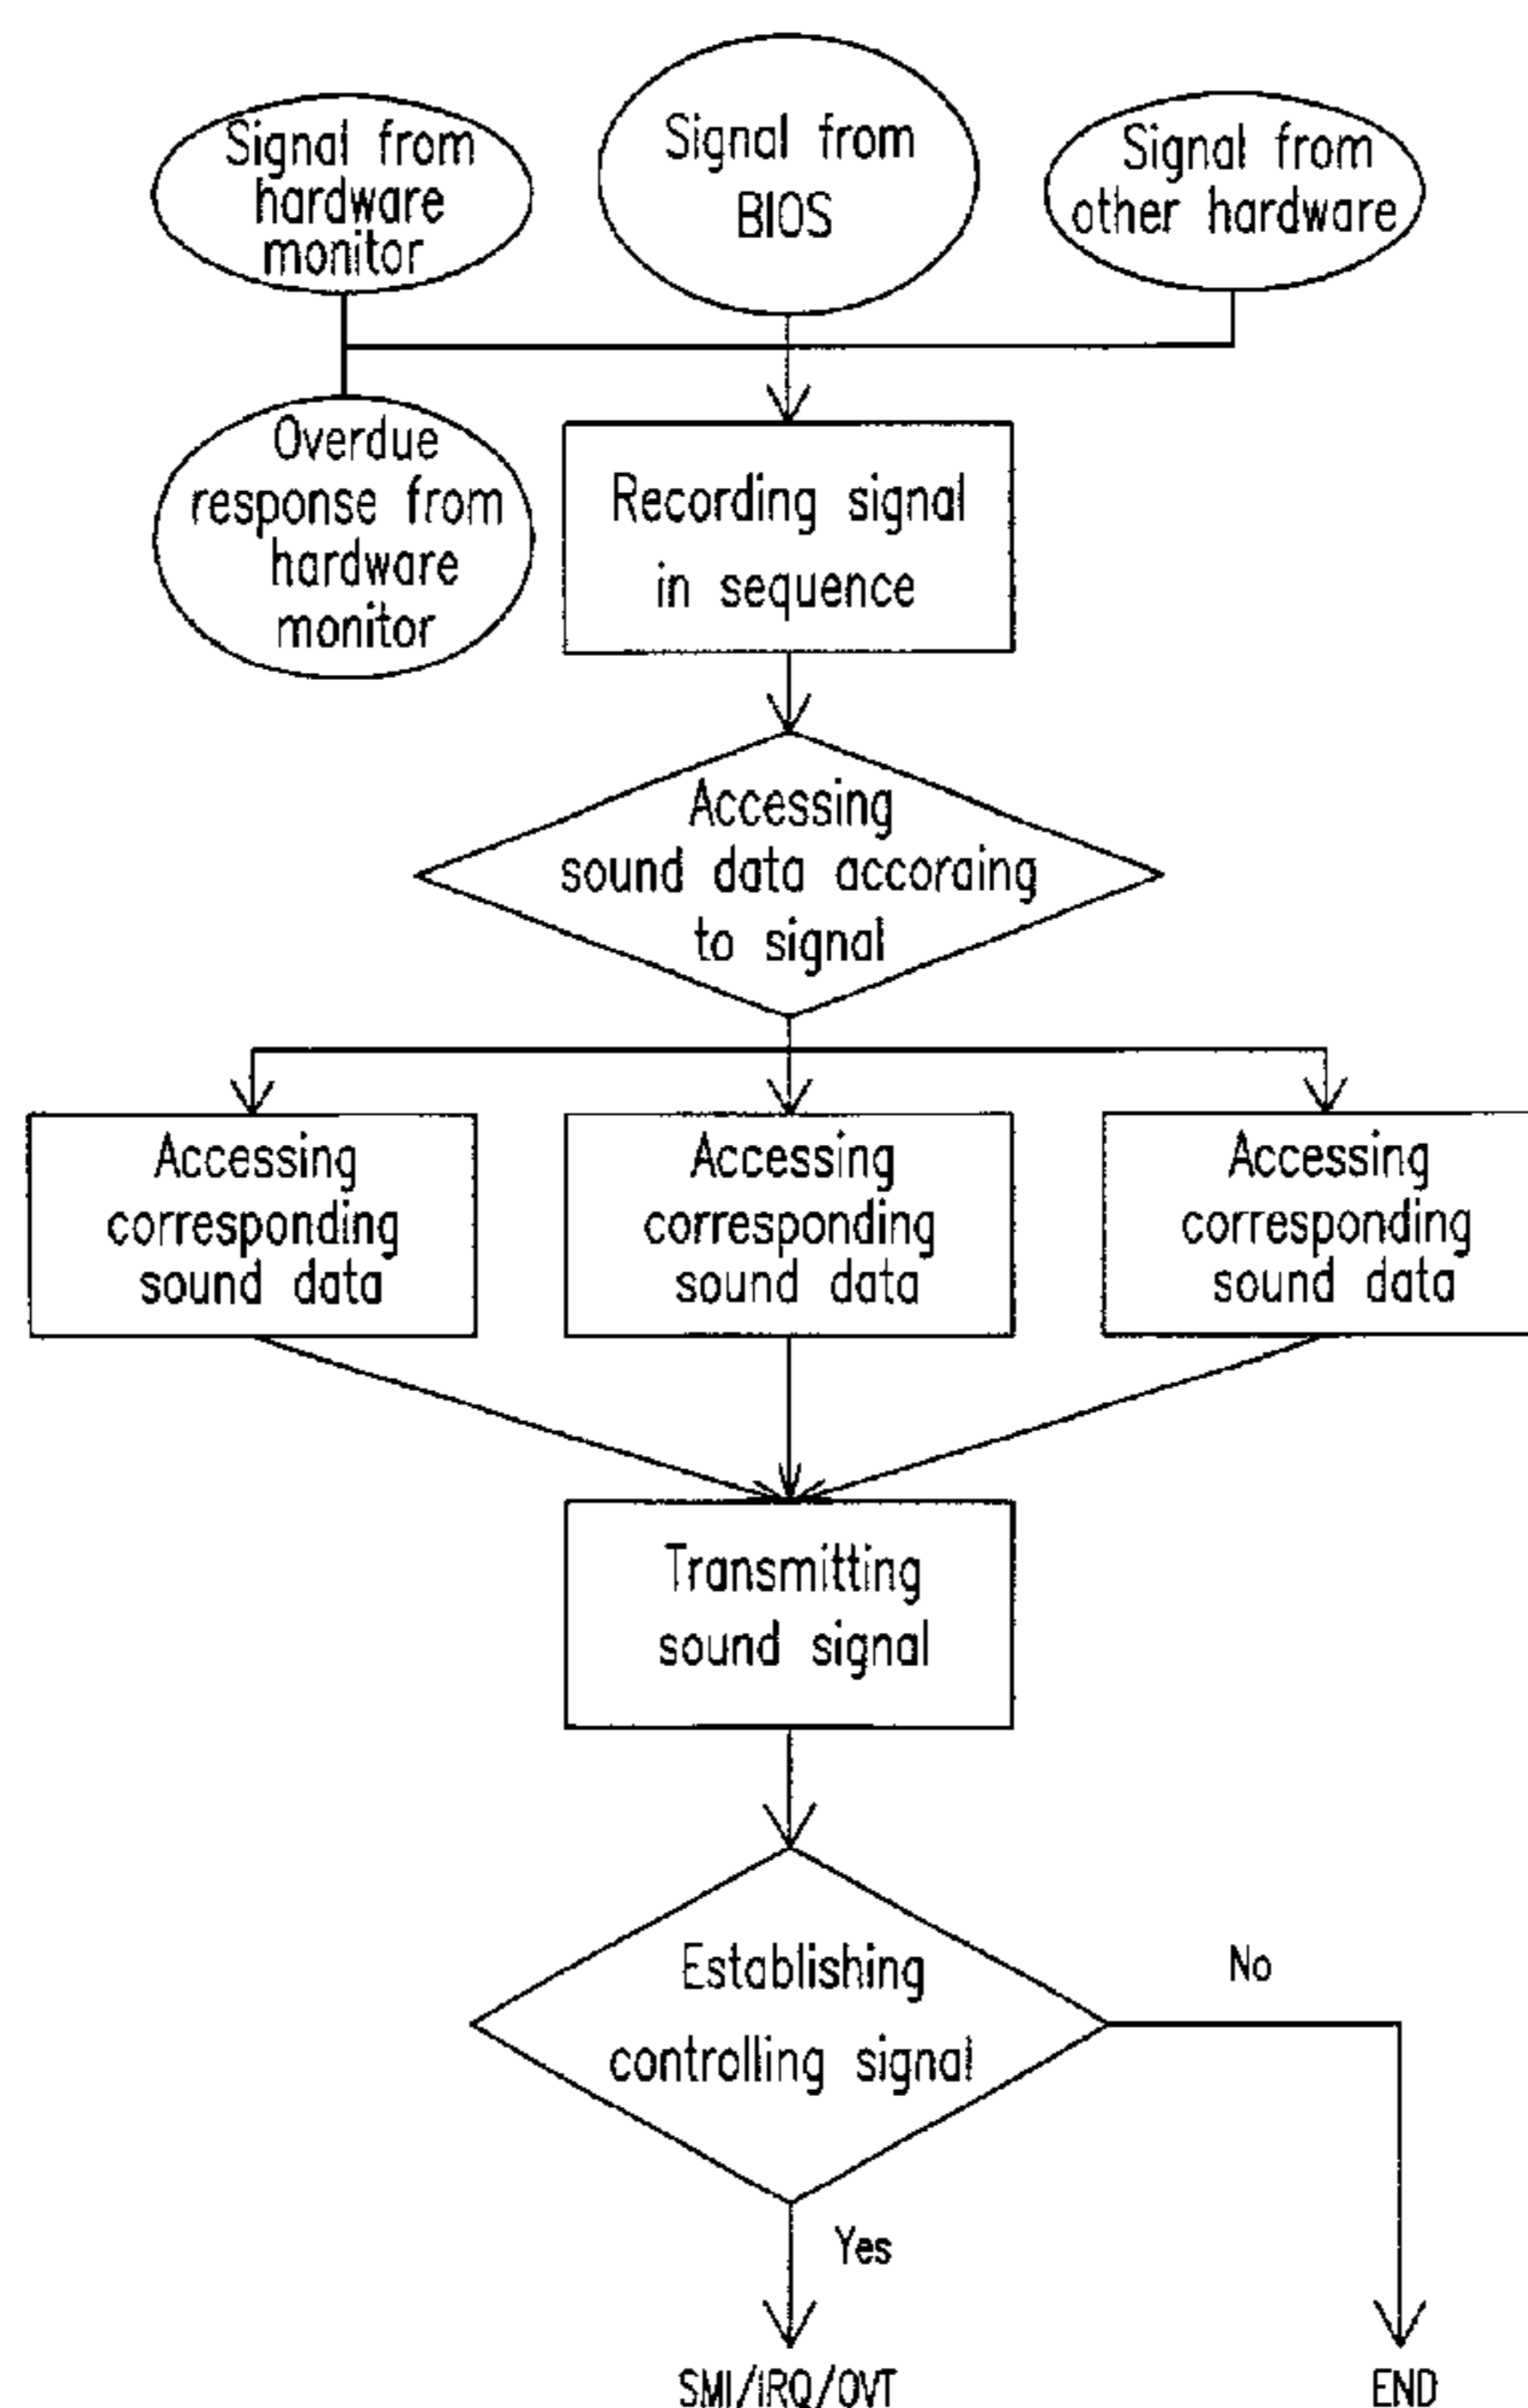 Signal from
hardware
monitor
Signal from
BIOS
Signal from
other hardware
Overdue
response from
hardware
monitor
Recording signal
in sequence
Accessing
sound data accoraing
to signal
Accessing
corresponding
sound data
Accessing
corresponding
sound data
Accessing
corresponding
sound data
Transmitting
sound signal
Establishing
controlling signal
No
Yes
SMI/IRQ/OVT
END